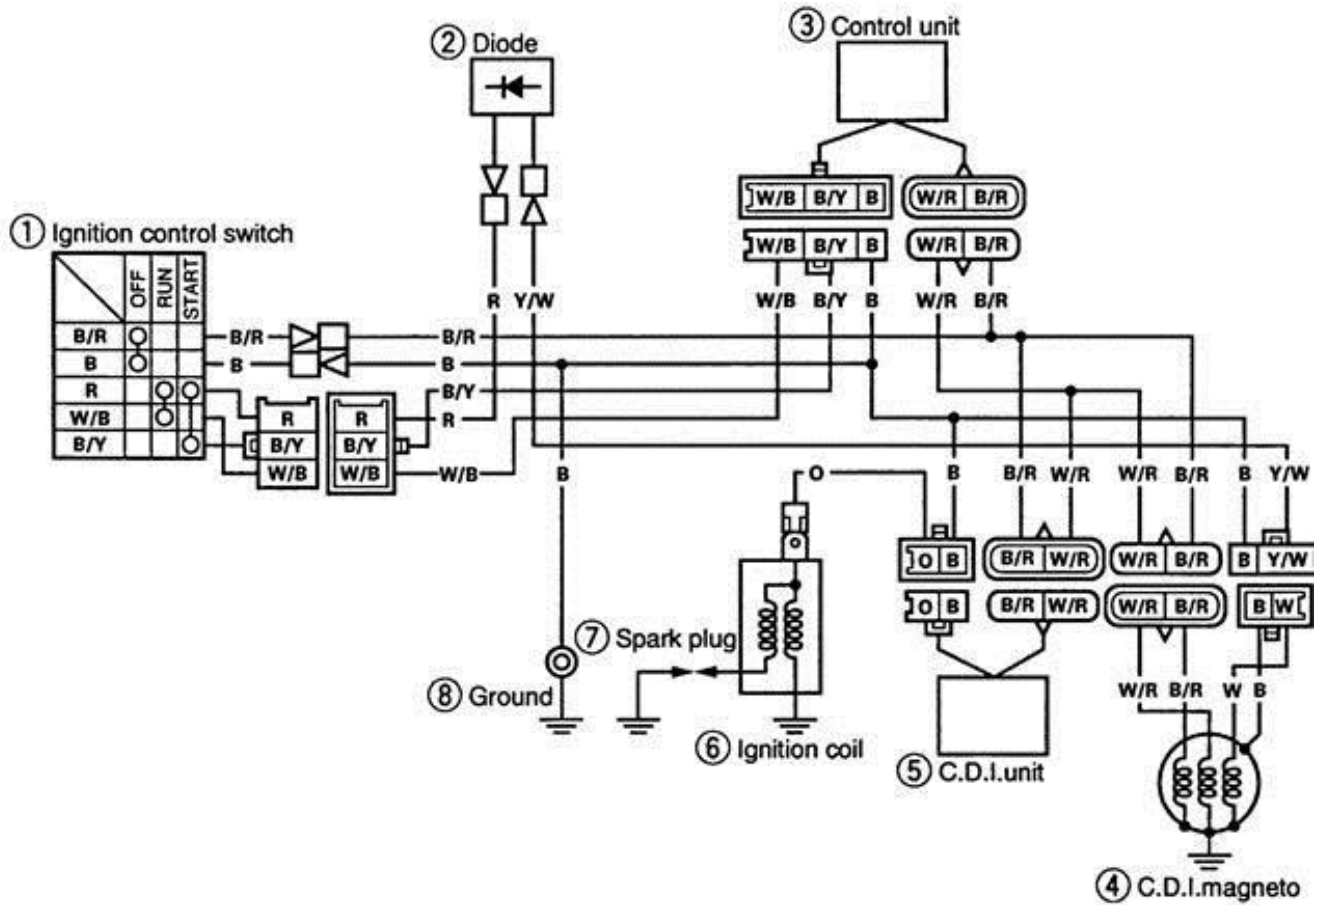 ③ Control unit
② Diode
W/B B/Y B W/R B/R
① Ignition control switch
W/B B/Y B W/R B/R
OFF RUN START
R Y/W W/B B/Y B W/R B/R
B/R B/R B/R
B B B
R B/Y
W/B R R R
B/Y B/Y B/Y
W/B W/B W/B B O B B/R W/R W/R B/R B Y/W
O B B/R W/R W/R B/R B Y/W
O B B/R W/R W/R B/R B W
⑦ Spark plug
⑧ Ground
W/R B/R W B
⑥ Ignition coil
⑤ C.D.I.unit
④ C.D.I.magneto